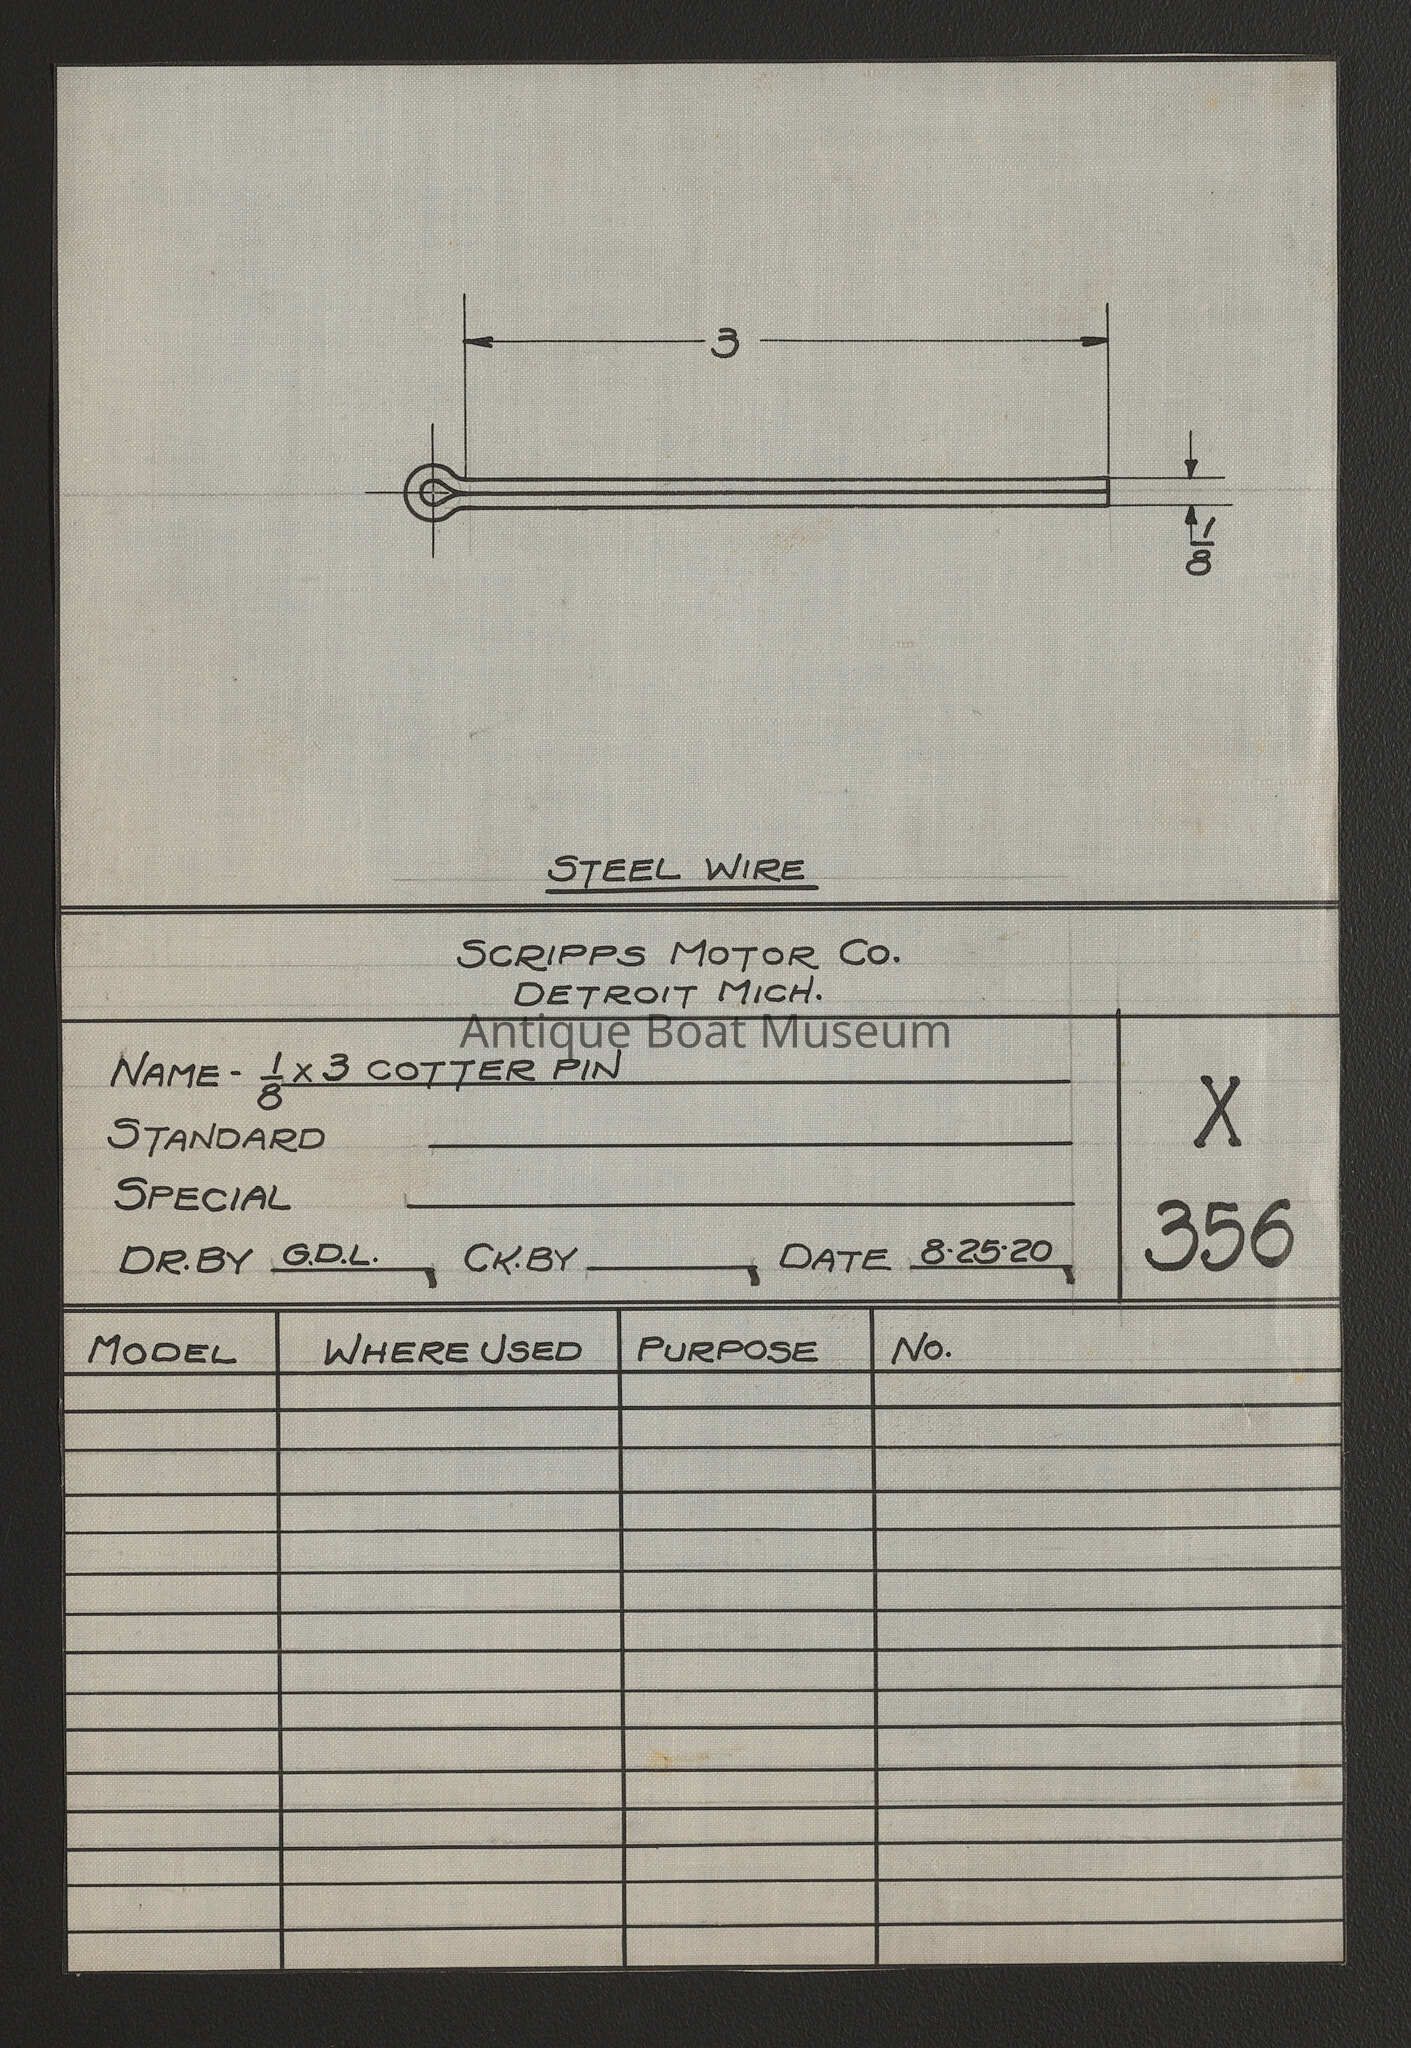 3
1/8
STEEL WIRE
SCRIPPS MOTOR CO.
DETROIT MICH.
Antique Boat Museum
NAME - 1/8 x 3 COTTER PIN
X
STANDARD
SPECIAL
356
DR. BY G.D.L. CK. BY DATE 8-25-20
MODEL WHERE USED PURPOSE NO.